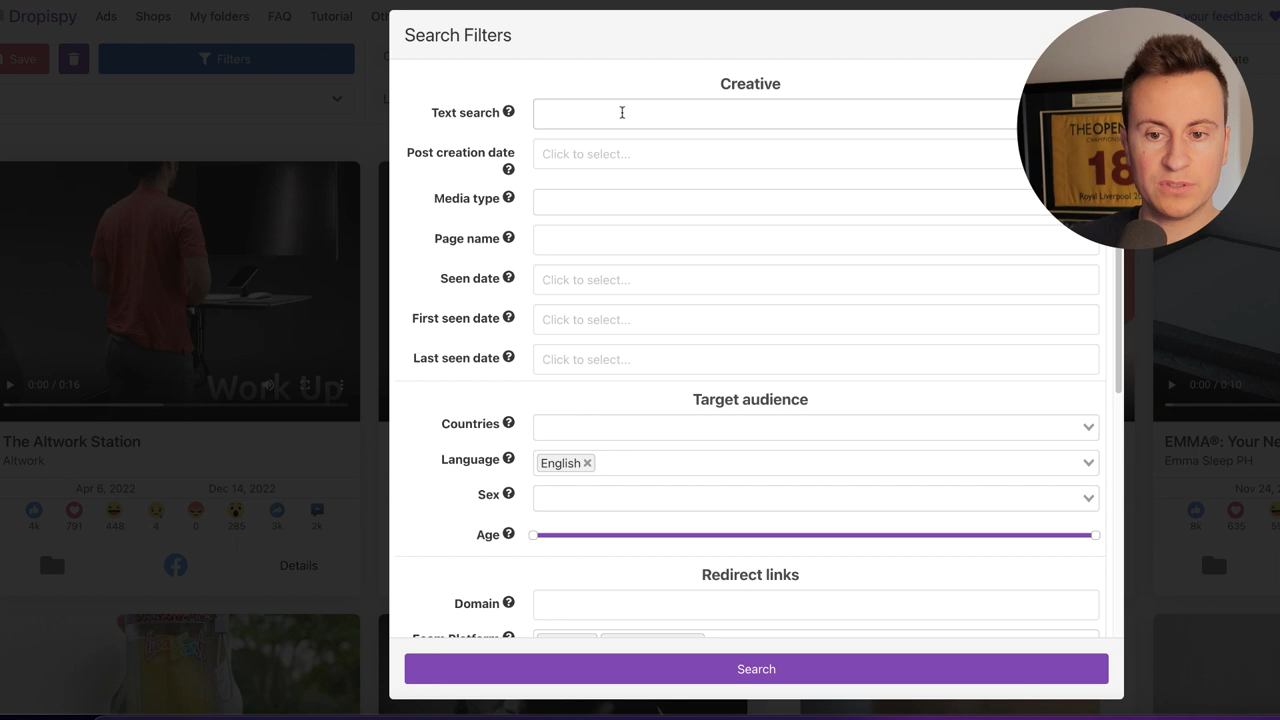 Dropispy
Ads
Shops
My folders
FAQ
Tutorial
your feedback
Save
Filters
Search Filters
Creative
Text search
Post creation date
Click to select...
Media type
Page name
Seen date
Click to select...
First seen date
Click to select...
Last seen date
Click to select...
Target audience
Countries
Language
English
Sex
Age
Redirect links
Domain
Search
THE OPEN
18
Royal Liverpool
0:00 / 0:16
Work Up
The Altwork Station
Altwork
Apr 6, 2022
Dec 14, 2022
4k
791
448
4
0
285
3k
2k
Details
0:00 / 0:10
EMMA®: Your Ne
Emma Sleep PH
Nov 24,
8k
635